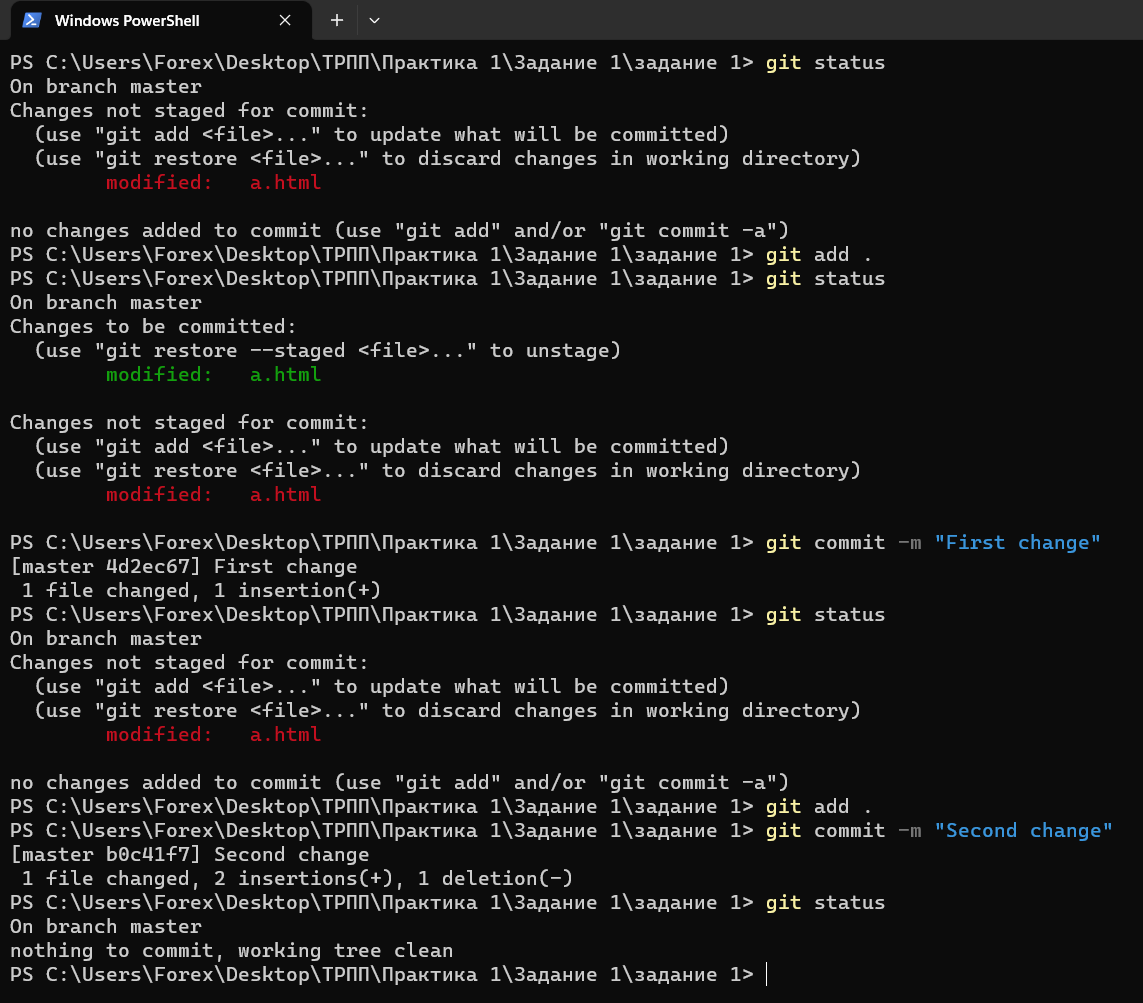 Windows PowerShell
PS C:\Users\Forex\Desktop\ТРПП\Практика 1\Задание 1\задание 1> git status
On branch master
Changes not staged for commit:
  (use "git add <file>..." to update what will be committed)
  (use "git restore <file>..." to discard changes in working directory)
        modified:   a.html

no changes added to commit (use "git add" and/or "git commit -a")
PS C:\Users\Forex\Desktop\ТРПП\Практика 1\Задание 1\задание 1> git add .
PS C:\Users\Forex\Desktop\ТРПП\Практика 1\Задание 1\задание 1> git status
On branch master
Changes to be committed:
  (use "git restore --staged <file>..." to unstage)
        modified:   a.html

Changes not staged for commit:
  (use "git add <file>..." to update what will be committed)
  (use "git restore <file>..." to discard changes in working directory)
        modified:   a.html

PS C:\Users\Forex\Desktop\ТРПП\Практика 1\Задание 1\задание 1> git commit -m "First change"
[master 4d2ec67] First change
 1 file changed, 1 insertion(+)
PS C:\Users\Forex\Desktop\ТРПП\Практика 1\Задание 1\задание 1> git status
On branch master
Changes not staged for commit:
  (use "git add <file>..." to update what will be committed)
  (use "git restore <file>..." to discard changes in working directory)
        modified:   a.html

no changes added to commit (use "git add" and/or "git commit -a")
PS C:\Users\Forex\Desktop\ТРПП\Практика 1\Задание 1\задание 1> git add .
PS C:\Users\Forex\Desktop\ТРПП\Практика 1\Задание 1\задание 1> git commit -m "Second change"
[master b0c41f7] Second change
 1 file changed, 2 insertions(+), 1 deletion(-)
PS C:\Users\Forex\Desktop\ТРПП\Практика 1\Задание 1\задание 1> git status
On branch master
nothing to commit, working tree clean
PS C:\Users\Forex\Desktop\ТРПП\Практика 1\Задание 1\задание 1>